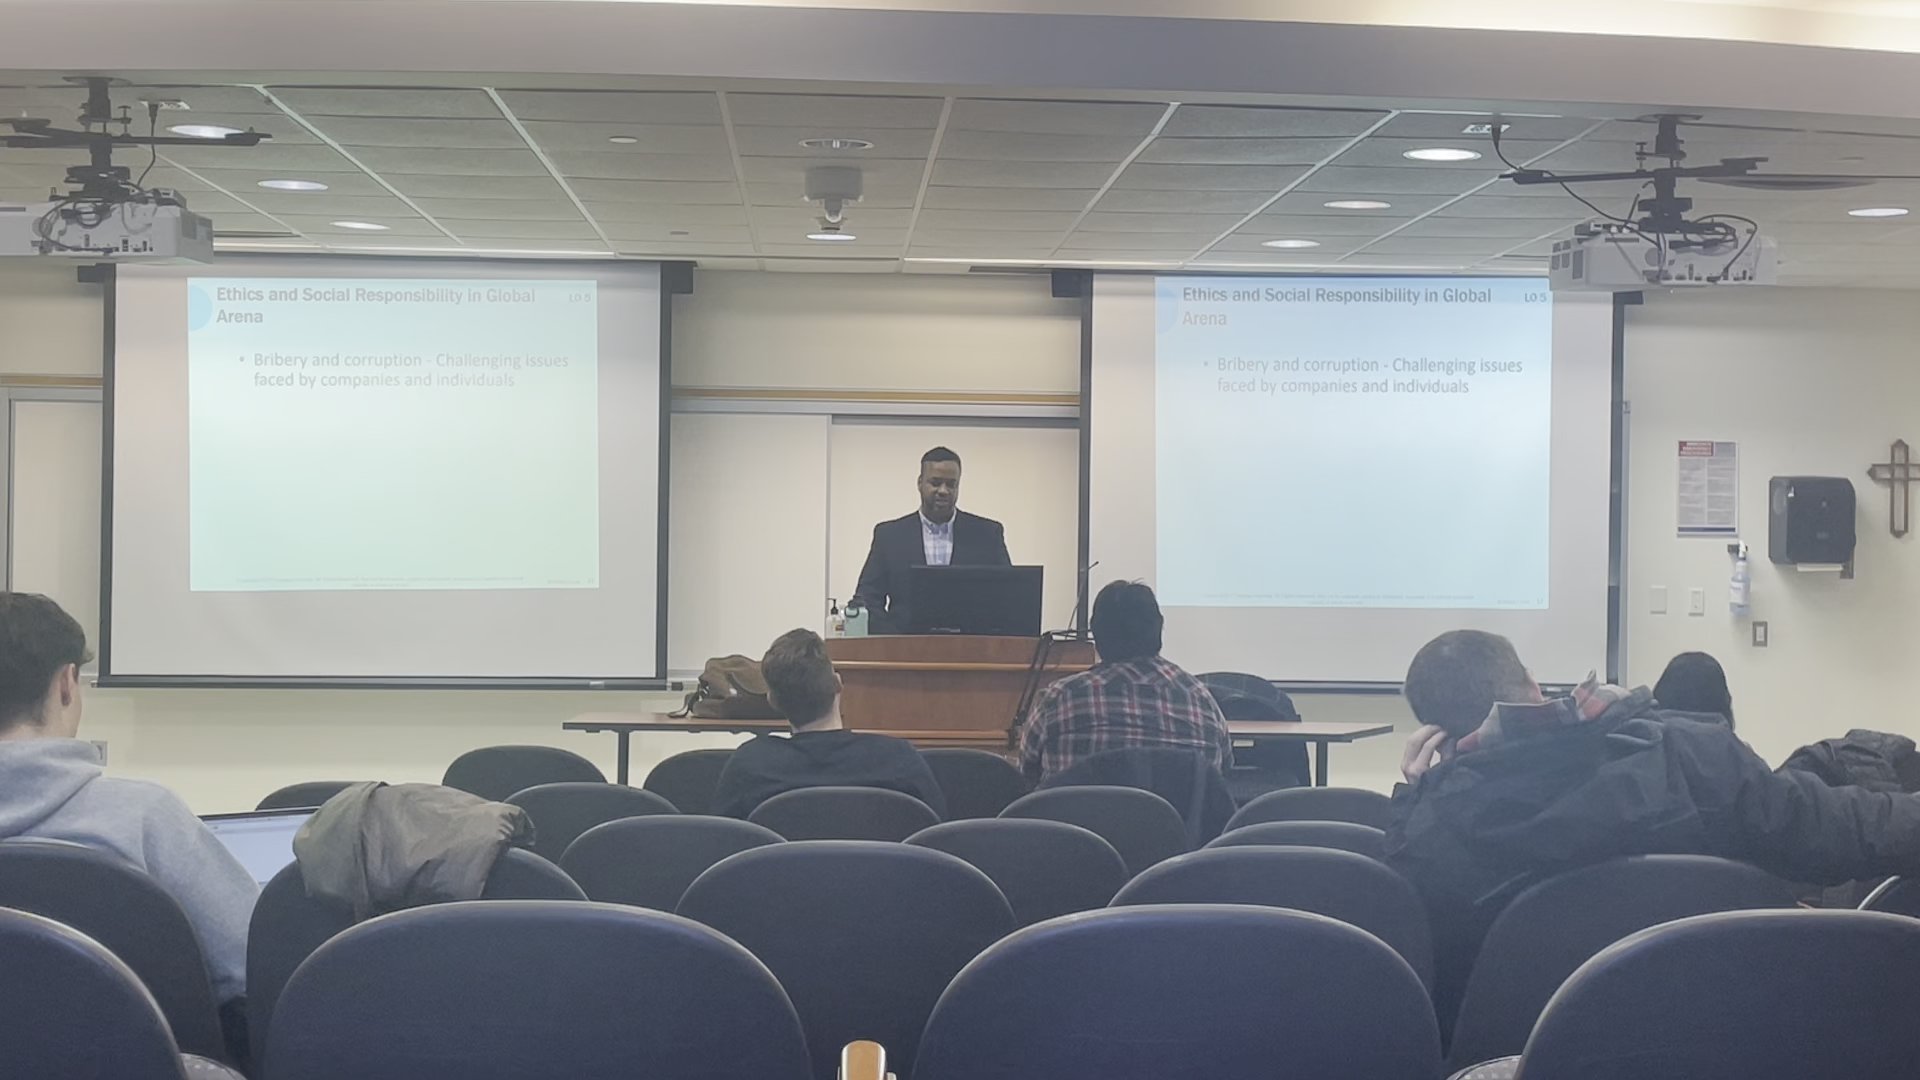 Ethics and Social Responsibility in Global
Arena
LO 5
• Bribery and corruption - Challenging issues
faced by companies and individuals
Ethics and Social Responsibility in Global
Arena
LO 5
• Bribery and corruption - Challenging issues
faced by companies and individuals